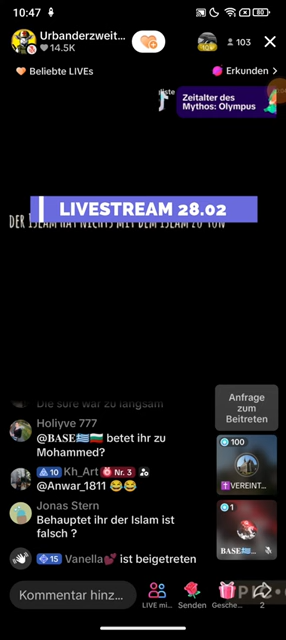 10:47
80
Urbanderzweit...
14.5K
103
Beliebte LIVEs
Erkunden >
Zeitalter des
Mythos: Olympus
LIVESTREAM 28.02
DER ISLAM HAT NICHTS MIT DEM ISLAM ZU TUN
Die sure war zu langsam
Anfrage
zum
Beitreten
Holiyve 777
@BASE🇬🇷🇧🇬 betet ihr zu
Mohammed?
100
VEREINT...
10 Kh_Art Nr. 3
@Anwar_1811 😂😂
Jonas Stern
Behauptet ihr der Islam ist
falsch ?
1
BASE🇬🇷...
15 Vanella💕 ist beigetreten
Kommentar hinz...
LIVE mi...
Senden
Gesche...
2